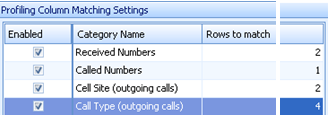 Profiling Column Matching Settings
Enabled Category Name Rows to match
Received Numbers 2
Called Numbers 1
Cell Site (outgoing calls) 2
Call Type (outgoing calls) 4